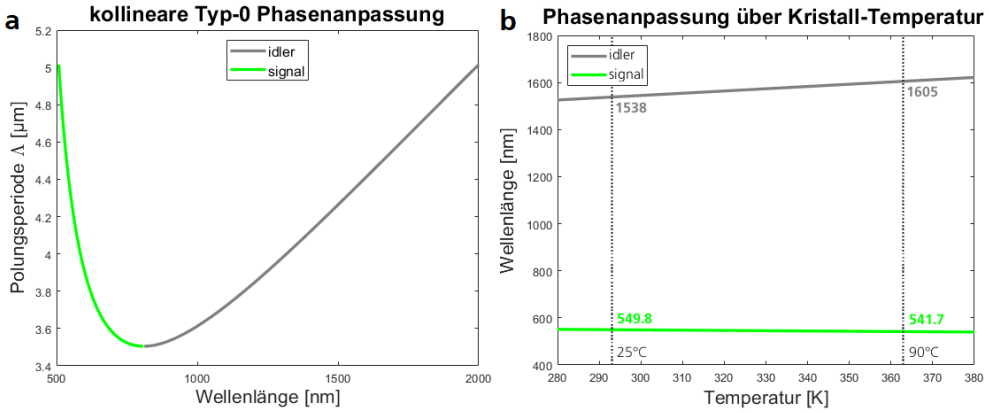 a
kollineare Typ-0 Phasenanpassung
5.2
5
4.8
4.6
4.4
4.2
4
3.8
3.6
3.4
Polungsperiode Λ [µm]
idler
signal
500
1000
1500
2000
Wellenlänge [nm]
b
Phasenanpassung über Kristall-Temperatur
1800
1600
1400
1200
1000
800
600
400
Wellenlänge [nm]
idler
signal
1538
1605
549.8
541.7
25°C
90°C
280
290
300
310
320
330
340
350
360
370
380
Temperatur [K]